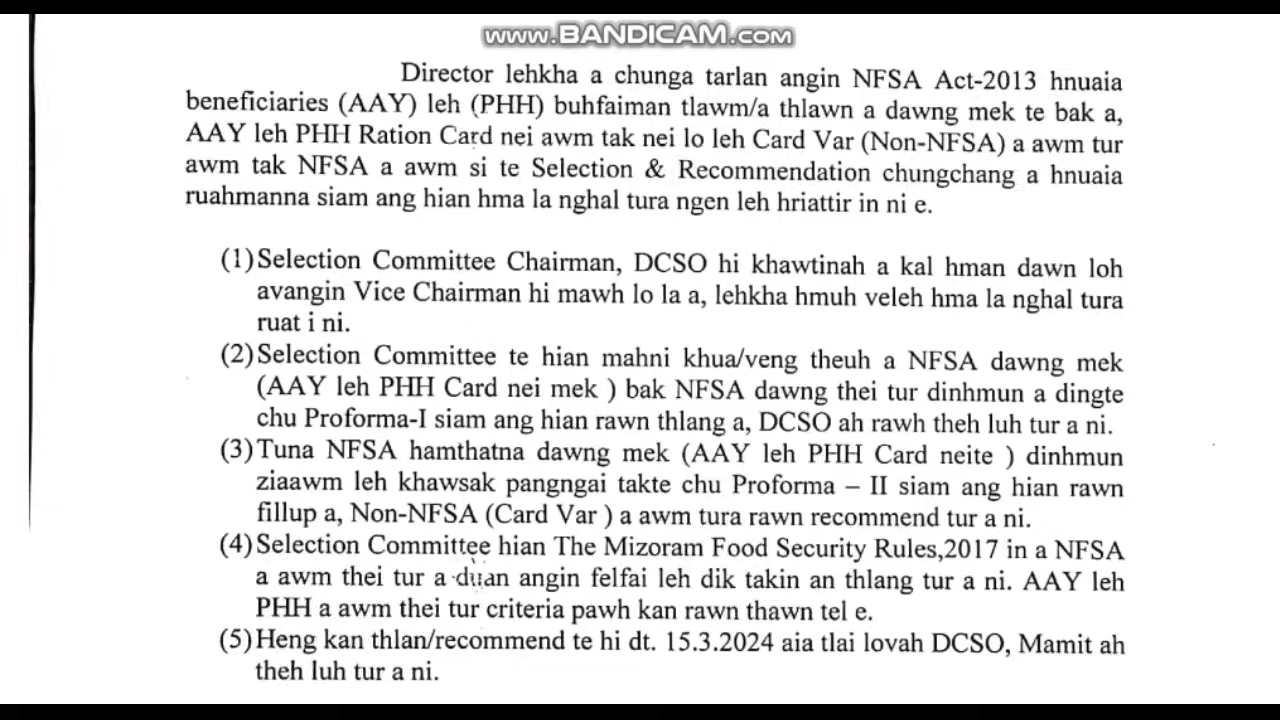 www.BANDICAM.com
Director lehkha a chunga tarlan angin NFSA Act-2013 hnuaia
beneficiaries (AAY) leh (PHH) buhfaiman tlawm/a thlawn a dawng mek te bak a,
AAY leh PHH Ration Card nei awm tak nei lo leh Card Var (Non-NFSA) a awm tur
awm tak NFSA a awm si te Selection & Recommendation chungchang a hnuaia
ruahmanna siam ang hian hma la nghal tura ngen leh hriattir in ni e.
(1)Selection Committee Chairman, DCSO hi khawtinah a kal hman dawn loh
avangin Vice Chairman hi mawh lo la a, lehkha hmuh veleh hma la nghal tura
ruat i ni.
(2)Selection Committee te hian mahni khua/veng theuh a NFSA dawng mek
(AAY leh PHH Card nei mek ) bak NFSA dawng thei tur dinhmun a dingte
chu Proforma-I siam ang hian rawn thlang a, DCSO ah rawh theh luh tur a ni.
(3)Tuna NFSA hamthatna dawng mek (AAY leh PHH Card neite ) dinhmun
ziaawm leh khawsak pangngai takte chu Proforma – II siam ang hian rawn
fillup a, Non-NFSA (Card Var ) a awm tura rawn recommend tur a ni.
(4)Selection Committee hian The Mizoram Food Security Rules,2017 in a NFSA
a awm thei tur a duan angin felfai leh dik takin an thlang tur a ni. AAY leh
PHH a awm thei tur criteria pawh kan rawn thawn tel e.
(5)Heng kan thlan/recommend te hi dt. 15.3.2024 aia tlai lovah DCSO, Mamit ah
theh luh tur a ni.